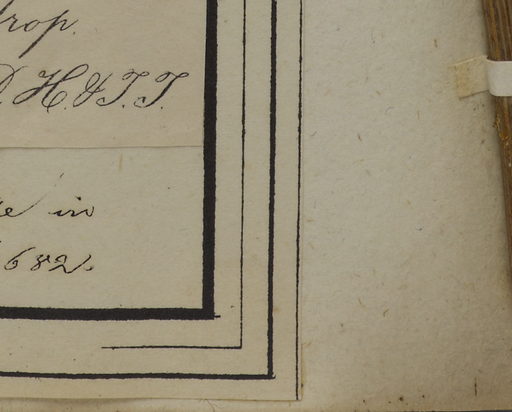 rop.
H. & T. T.
in
1682.